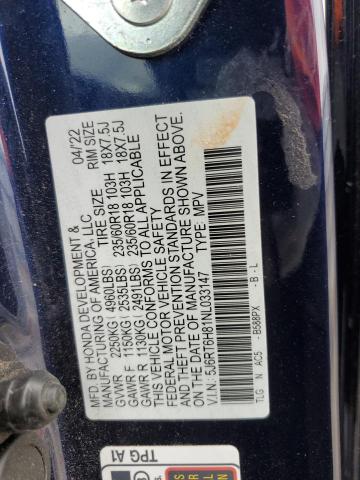 MFD. BY HONDA DEVELOPMENT & 04/22
MANUFACTURING OF AMERICA, LLC. TIRE SIZE RIM SIZE
GVWR 2250KG ( 4960LBS) 235/60R18 103H 18X7.5J
GAWR F 1150KG ( 2535LBS) 235/60R18 103H 18X7.5J
GAWR R 1130KG ( 2491LBS)
THIS VEHICLE CONFORMS TO ALL APPLICABLE
FEDERAL MOTOR VEHICLE SAFETY
AND THEFT PREVENTION STANDARDS IN EFFECT
ON THE DATE OF MANUFACTURE SHOWN ABOVE.
V.I.N: 5J6RT6H81NL033147 TYPE: MPV
TLG N AC5 - B588PX - B - L
TPG A1